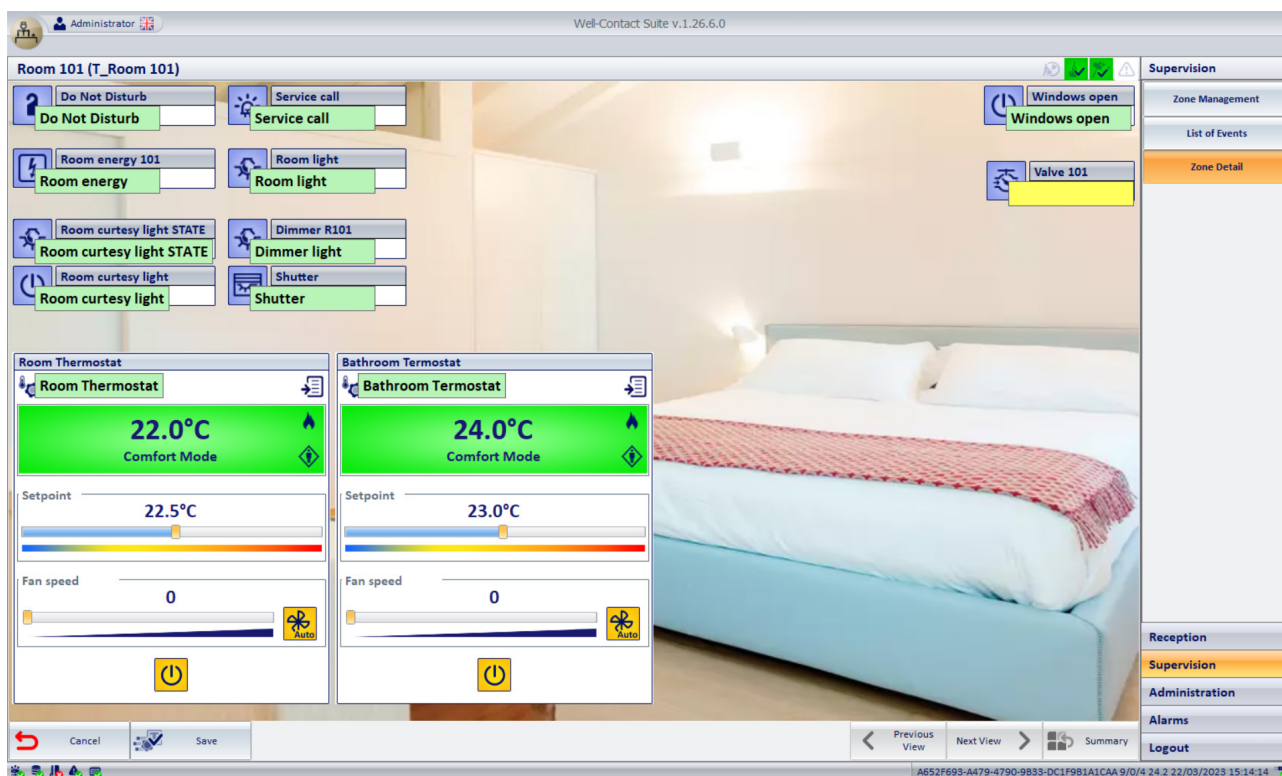 Administrator
Well-Contact Suite v.1.26.6.0
Room 101 (T_Room 101)
Supervision
Do Not Disturb
Do Not Disturb
Service call
Service call
Windows open
Windows open
Zone Management
List of Events
Zone Detail
Room energy 101
Room energy
Room light
Room light
Valve 101
Room curtesy light STATE
Room curtesy light STATE
Dimmer R101
Dimmer light
Room curtesy light
Room curtesy light
Shutter
Shutter
Room Thermostat
Room Thermostat
22.0°C
Comfort Mode
Setpoint
22.5°C
Fan speed
0
Auto
Bathroom Termostat
Bathroom Termostat
24.0°C
Comfort Mode
Setpoint
23.0°C
Fan speed
0
Auto
Reception
Supervision
Administration
Alarms
Logout
Cancel
Save
Previous View
Next View
Summary
A652F693-A479-4790-9B33-DC1F9B1A1CAA 9/0/4 24.2 22/03/2023 15:14:14